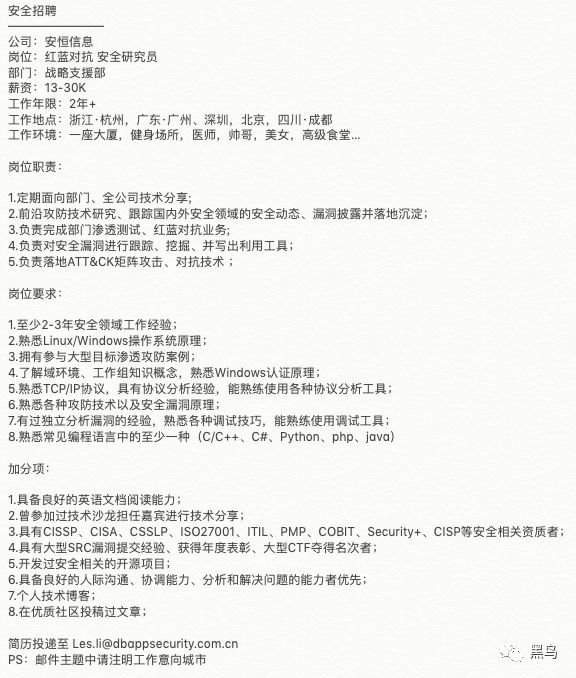 安全招聘
————————
公司：安恒信息
岗位：红蓝对抗 安全研究员
部门：战略支援部
薪资：13-30K
工作年限：2年+
工作地点：浙江·杭州，广东·广州、深圳，北京，四川·成都
工作环境：一座大厦，健身场所，医师，帅哥，美女，高级食堂…
岗位职责：
1.定期面向部门、全公司技术分享;
2.前沿攻防技术研究、跟踪国内外安全领域的安全动态、漏洞披露并落地沉淀；
3.负责完成部门渗透测试、红蓝对抗业务;
4.负责对安全漏洞进行跟踪、挖掘、并写出利用工具；
5.负责落地ATT&CK矩阵攻击、对抗技术 ；
岗位要求：
1.至少2-3年安全领域工作经验；
2.熟悉Linux/Windows操作系统原理；
3.拥有参与大型目标渗透攻防案例；
4.了解域环境、工作组知识概念，熟悉Windows认证原理；
5.熟悉TCP/IP协议，具有协议分析经验，能熟练使用各种协议分析工具；
6.熟悉各种攻防技术以及安全漏洞原理；
7.有过独立分析漏洞的经验，熟悉各种调试技巧，能熟练使用调试工具；
8.熟悉常见编程语言中的至少一种（C/C++、C#、Python、php、java）
加分项：
1.具备良好的英语文档阅读能力；
2.曾参加过技术沙龙担任嘉宾进行技术分享；
3.具有CISSP、CISA、CSSLP、ISO27001、ITIL、PMP、COBIT、Security+、CISP等安全相关资质者；
4.具有大型SRC漏洞提交经验、获得年度表彰、大型CTF夺得名次者；
5.开发过安全相关的开源项目；
6.具备良好的人际沟通、协调能力、分析和解决问题的能力者优先；
7.个人技术博客；
8.在优质社区投稿过文章；
简历投递至 Les.li@dbappsecurity.com.cn
PS：邮件主题中请注明工作意向城市
黑鸟